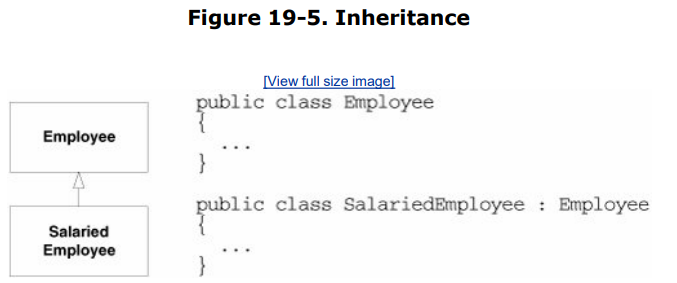 Figure 19-5. Inheritance
[View full size image]
Employee
public class Employee
{
...
}
Salaried
Employee
public class SalariedEmployee : Employee
{
...
}